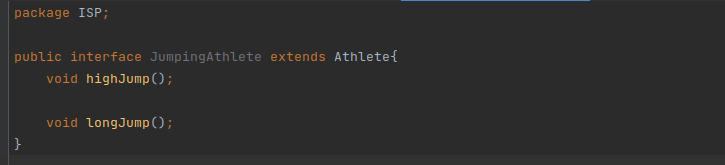 package ISP;
public interface JumpingAthlete extends Athlete{
void highJump();
void longJump();
}